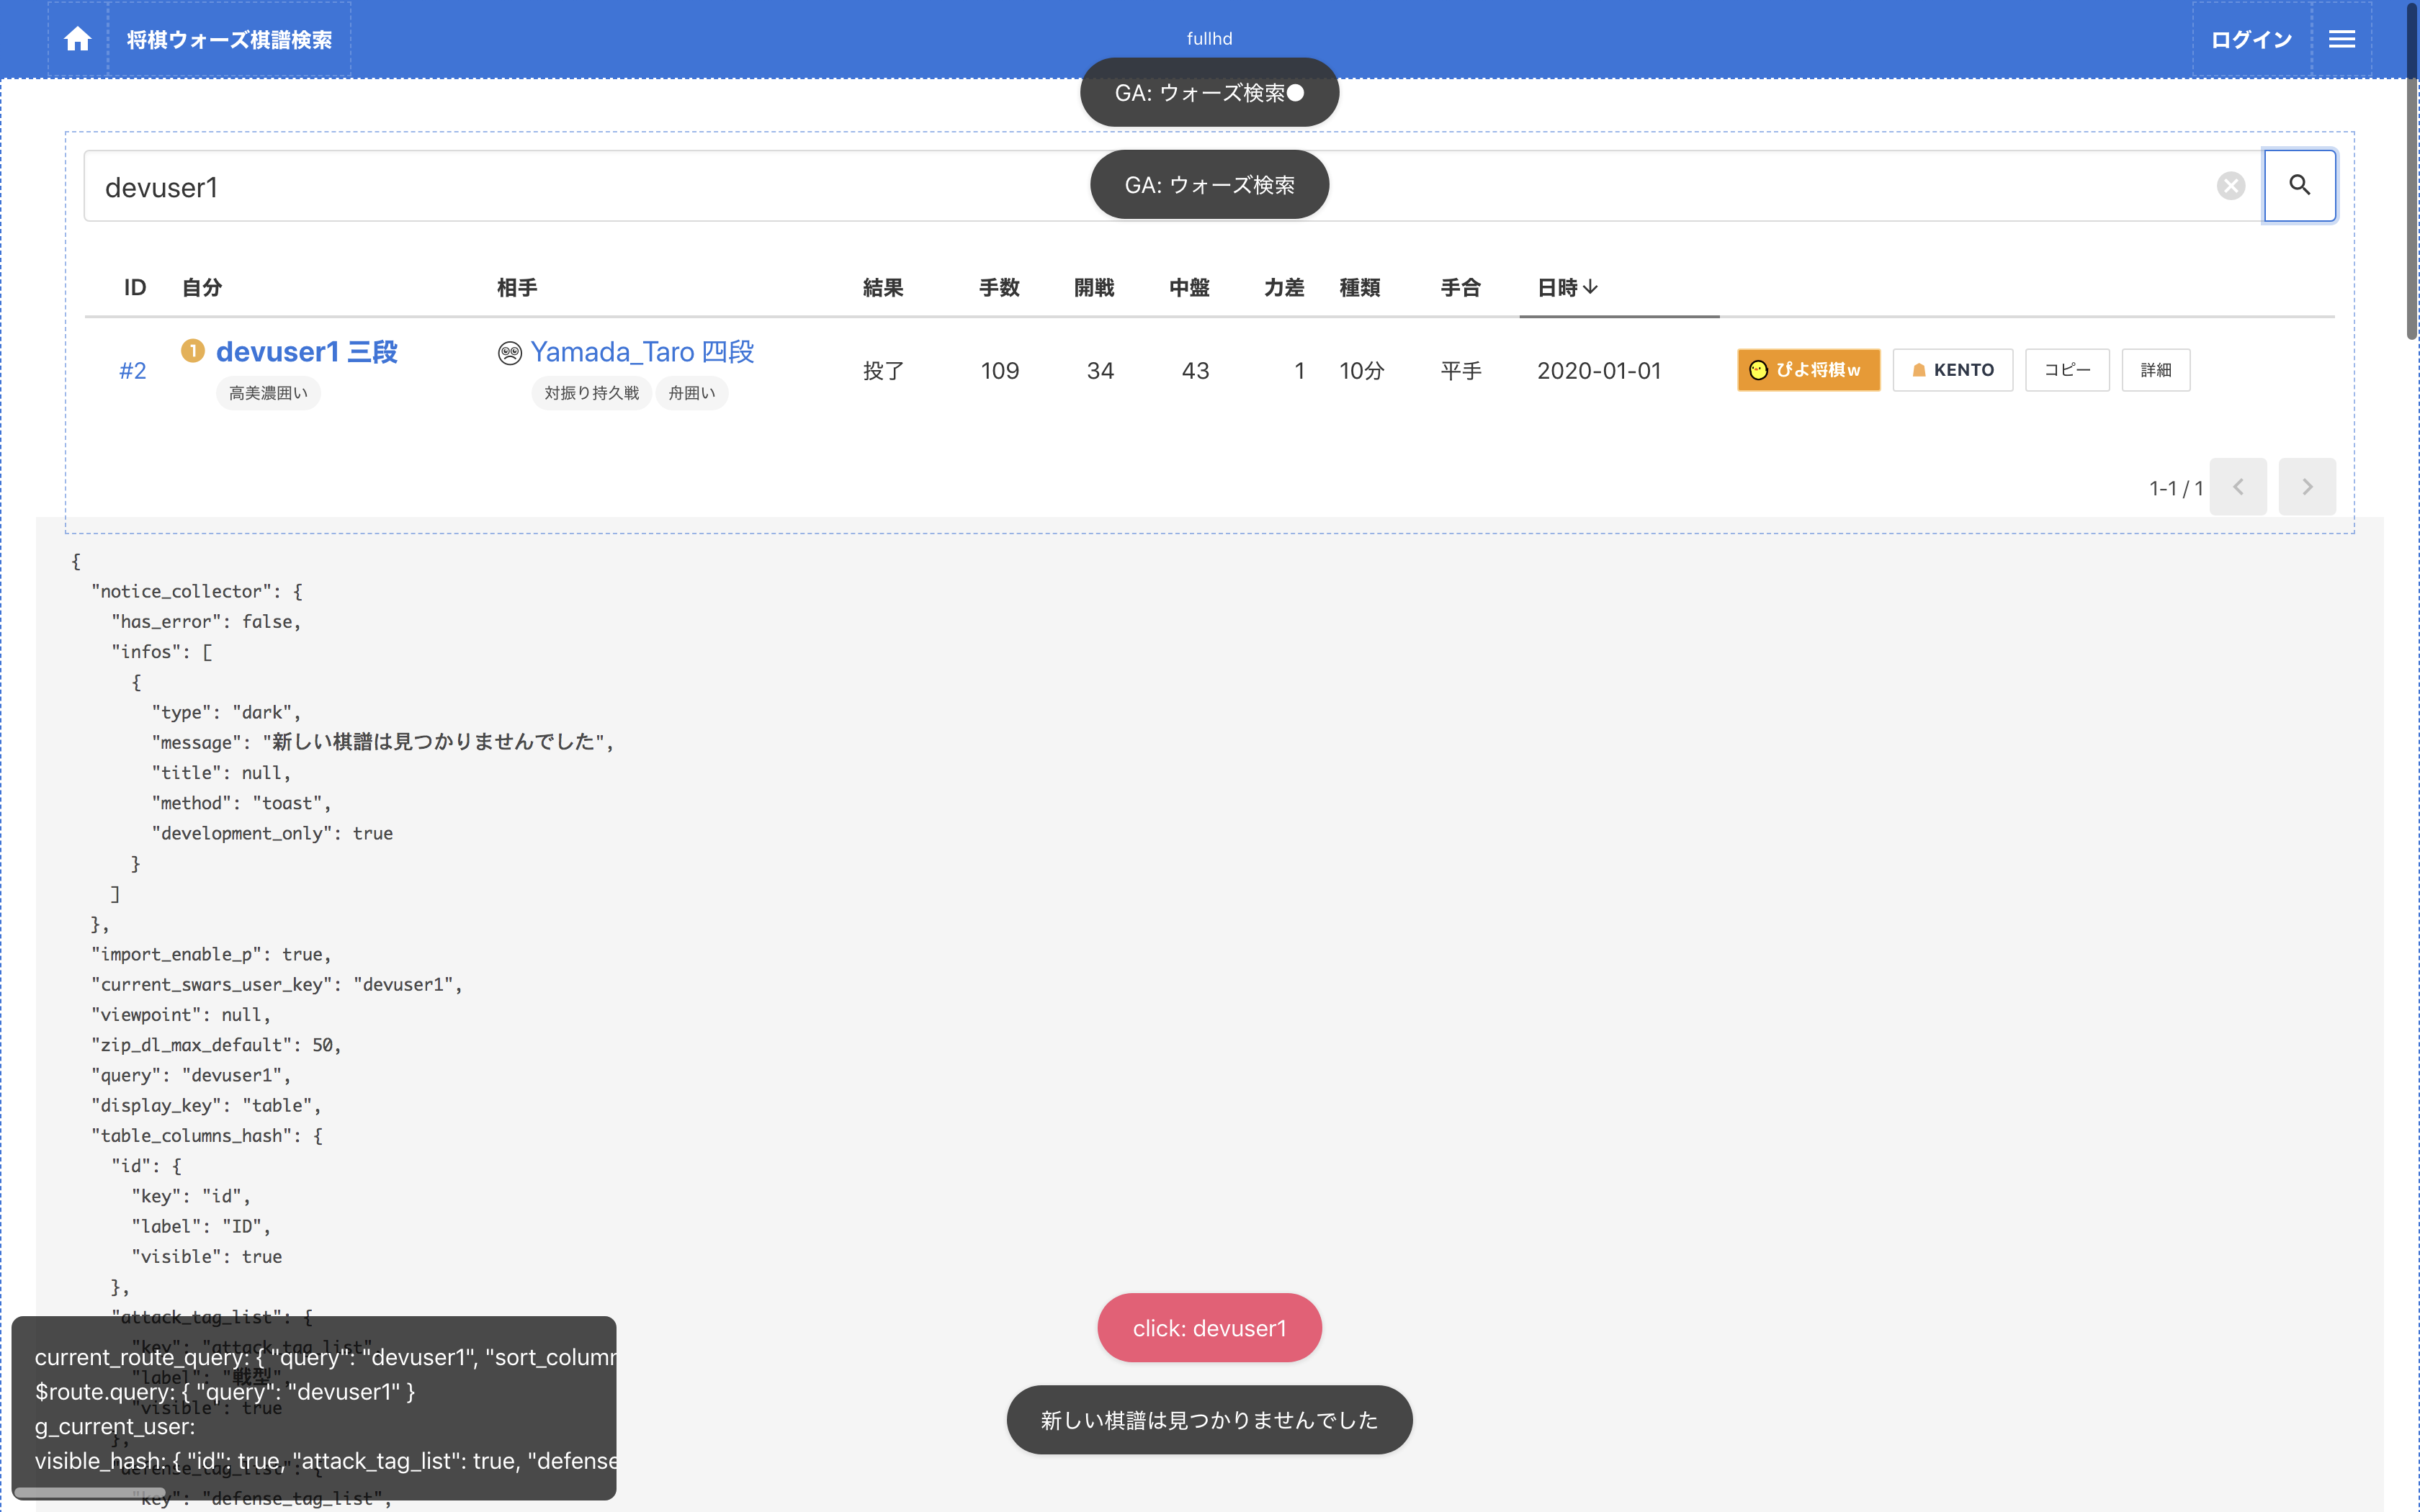 将棋ウォーズ棋譜検索
fullhd
ログイン
GA: ウォーズ検索●
devuser1
GA: ウォーズ検索
ID 自分 相手 結果 手数 開戦 中盤 力差 種類 手合 日時↓
#2 1 devuser1 三段 Yamada_Taro 四段 投了 109 34 43 1 10分 平手 2020-01-01 ぴよ将棋w KENTO コピー 詳細
高美濃囲い 対振り持久戦 舟囲い
1-1 / 1
{
"notice_collector": {
"has_error": false,
"infos": [
{
"type": "dark",
"message": "新しい棋譜は見つかりませんでした",
"title": null,
"method": "toast",
"development_only": true
}
]
},
"import_enable_p": true,
"current_swars_user_key": "devuser1",
"viewpoint": null,
"zip_dl_max_default": 50,
"query": "devuser1",
"display_key": "table",
"table_columns_hash": {
"id": {
"key": "id",
"label": "ID",
"visible": true
},
"attack_tag_list": {
"key": "attack_tag_list",
"label": "戦型",
"visible": true
},
"defense_tag_list": {
"key": "defense_tag_list",
current_route_query: { "query": "devuser1", "sort_column
$route.query: { "query": "devuser1" }
g_current_user:
visible_hash: { "id": true, "attack_tag_list": true, "defense
click: devuser1
新しい棋譜は見つかりませんでした